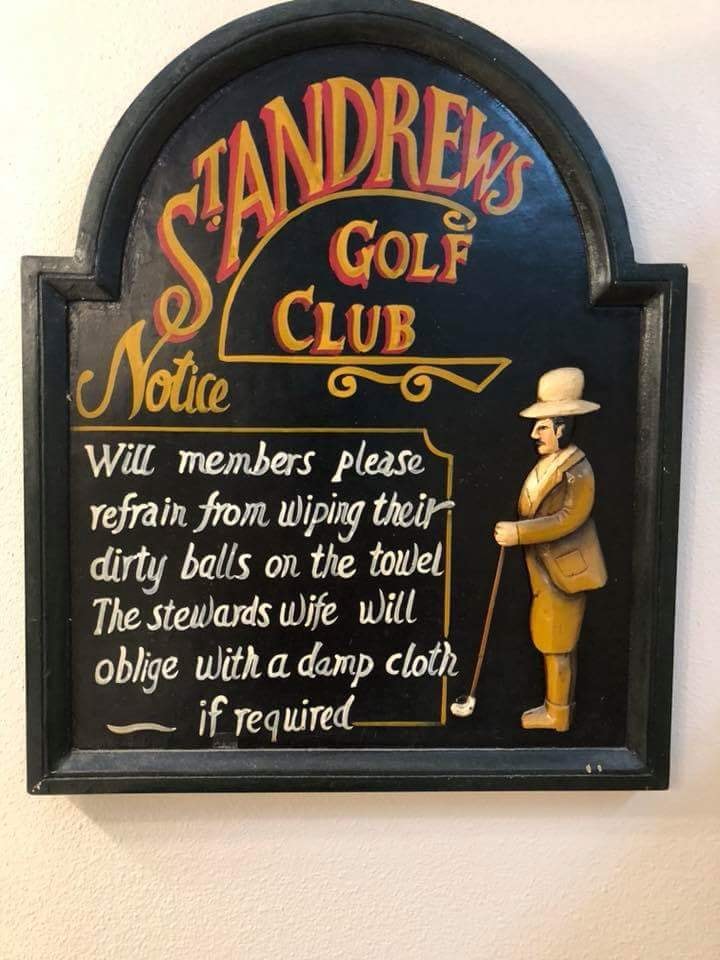 ST. ANDREWS
GOLF
CLUB
Notice
Will members please
refrain from wiping their
dirty balls on the towel
The stewards wife will
oblige with a damp cloth
if required